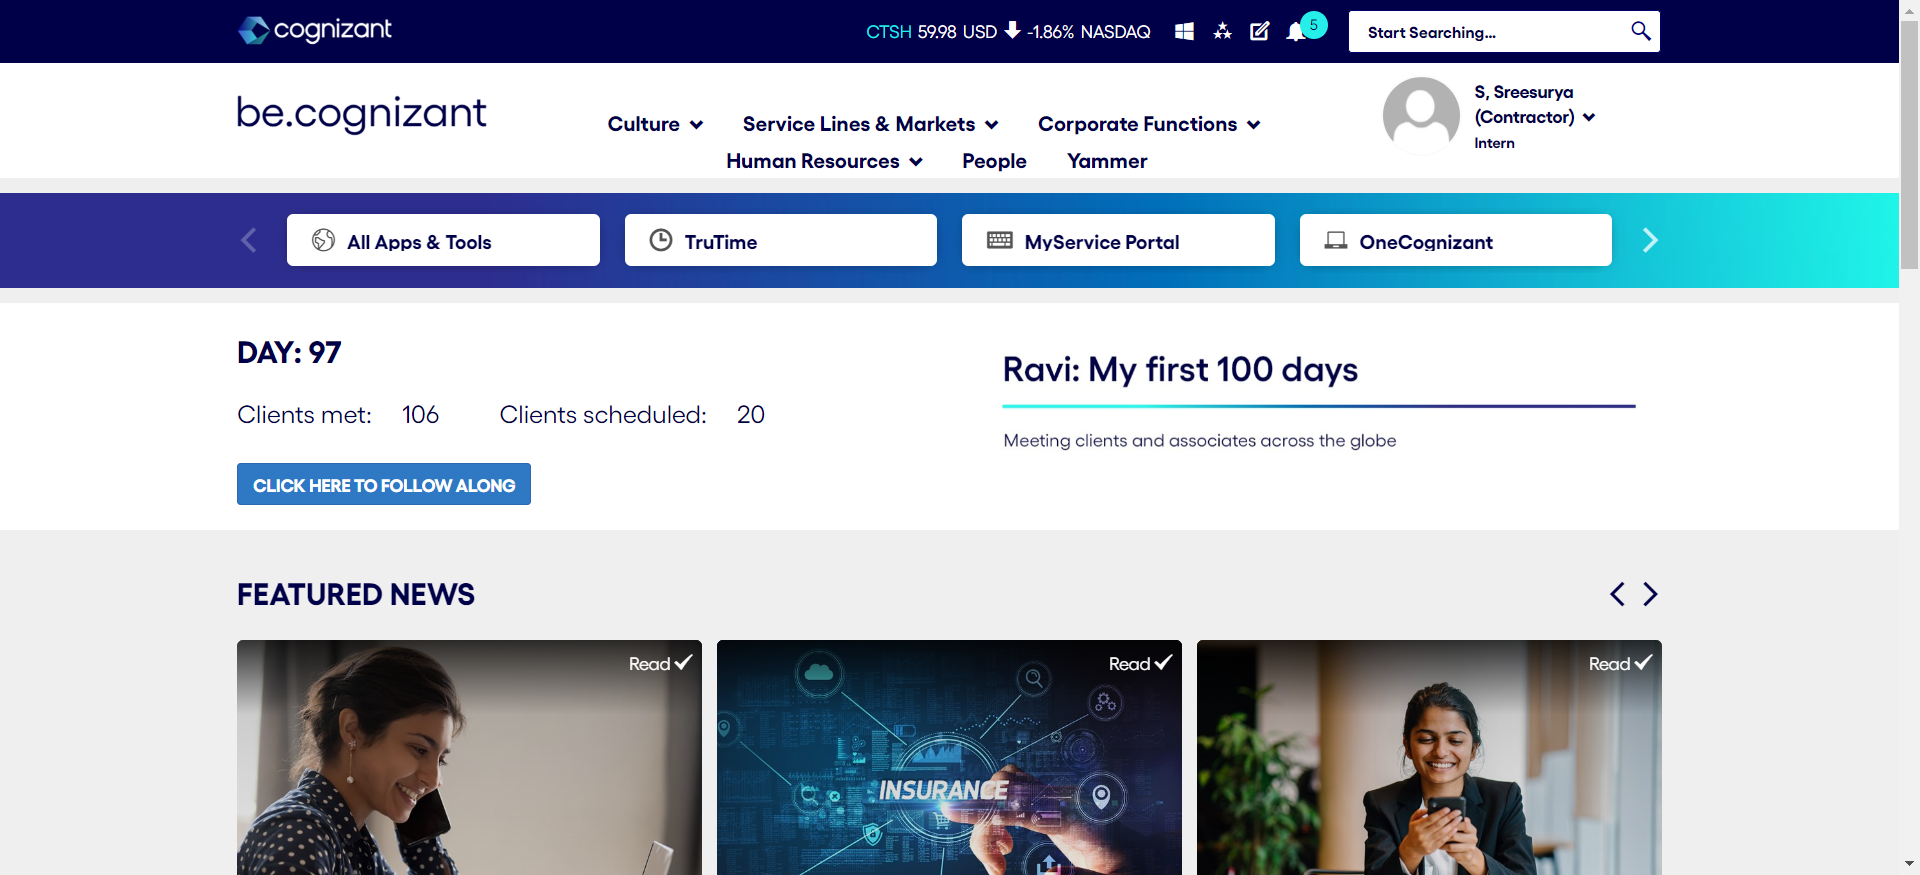 cognizant
CTSH 59.98 USD -1.86% NASDAQ
5
Start Searching...
be.cognizant
Culture
Service Lines & Markets
Corporate Functions
Human Resources
People
Yammer
S, Sreesurya
(Contractor)
Intern
All Apps & Tools
TruTime
MyService Portal
OneCognizant
DAY: 97
Clients met: 106 Clients scheduled: 20
CLICK HERE TO FOLLOW ALONG
Ravi: My first 100 days
Meeting clients and associates across the globe
FEATURED NEWS
Read
Read
Read
INSURANCE